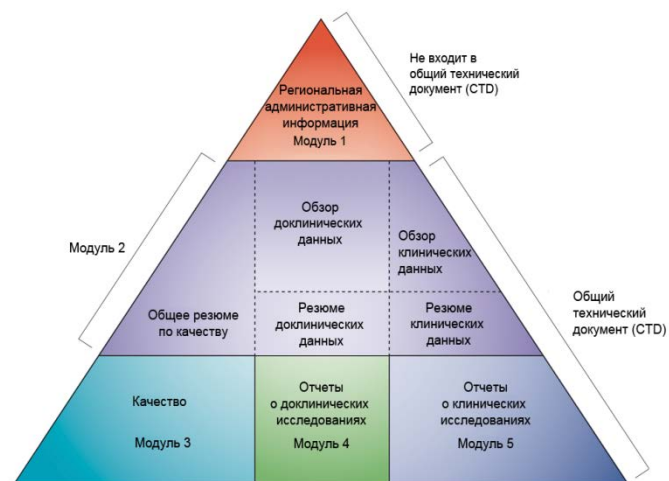 Не входит в
общий технический
документ (CTD)
Региональная
административная
информация
Модуль 1
Модуль 2
Обзор
доклинических
данных
Обзор
клинических
данных
Общее резюме
по качеству
Резюме
доклинических
данных
Резюме
клинических
данных
Общий
технический
документ (CTD)
Качество
Модуль 3
Отчеты
о доклинических
исследованиях
Модуль 4
Отчеты
о клинических
исследованиях
Модуль 5